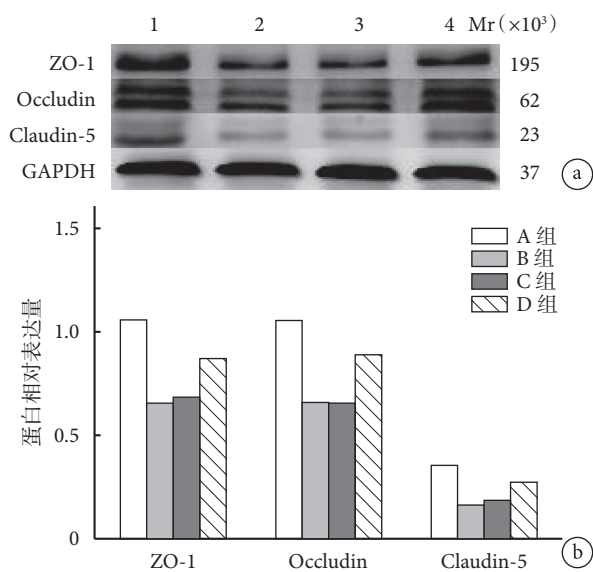 1 2 3 4 Mr(×10³)
ZO-1 195
Occludin 62
Claudin-5 23
GAPDH 37
a
1.5
1.0
0.5
0
蛋白相对表达量
A 组
B 组
C 组
D 组
ZO-1 Occludin Claudin-5
b